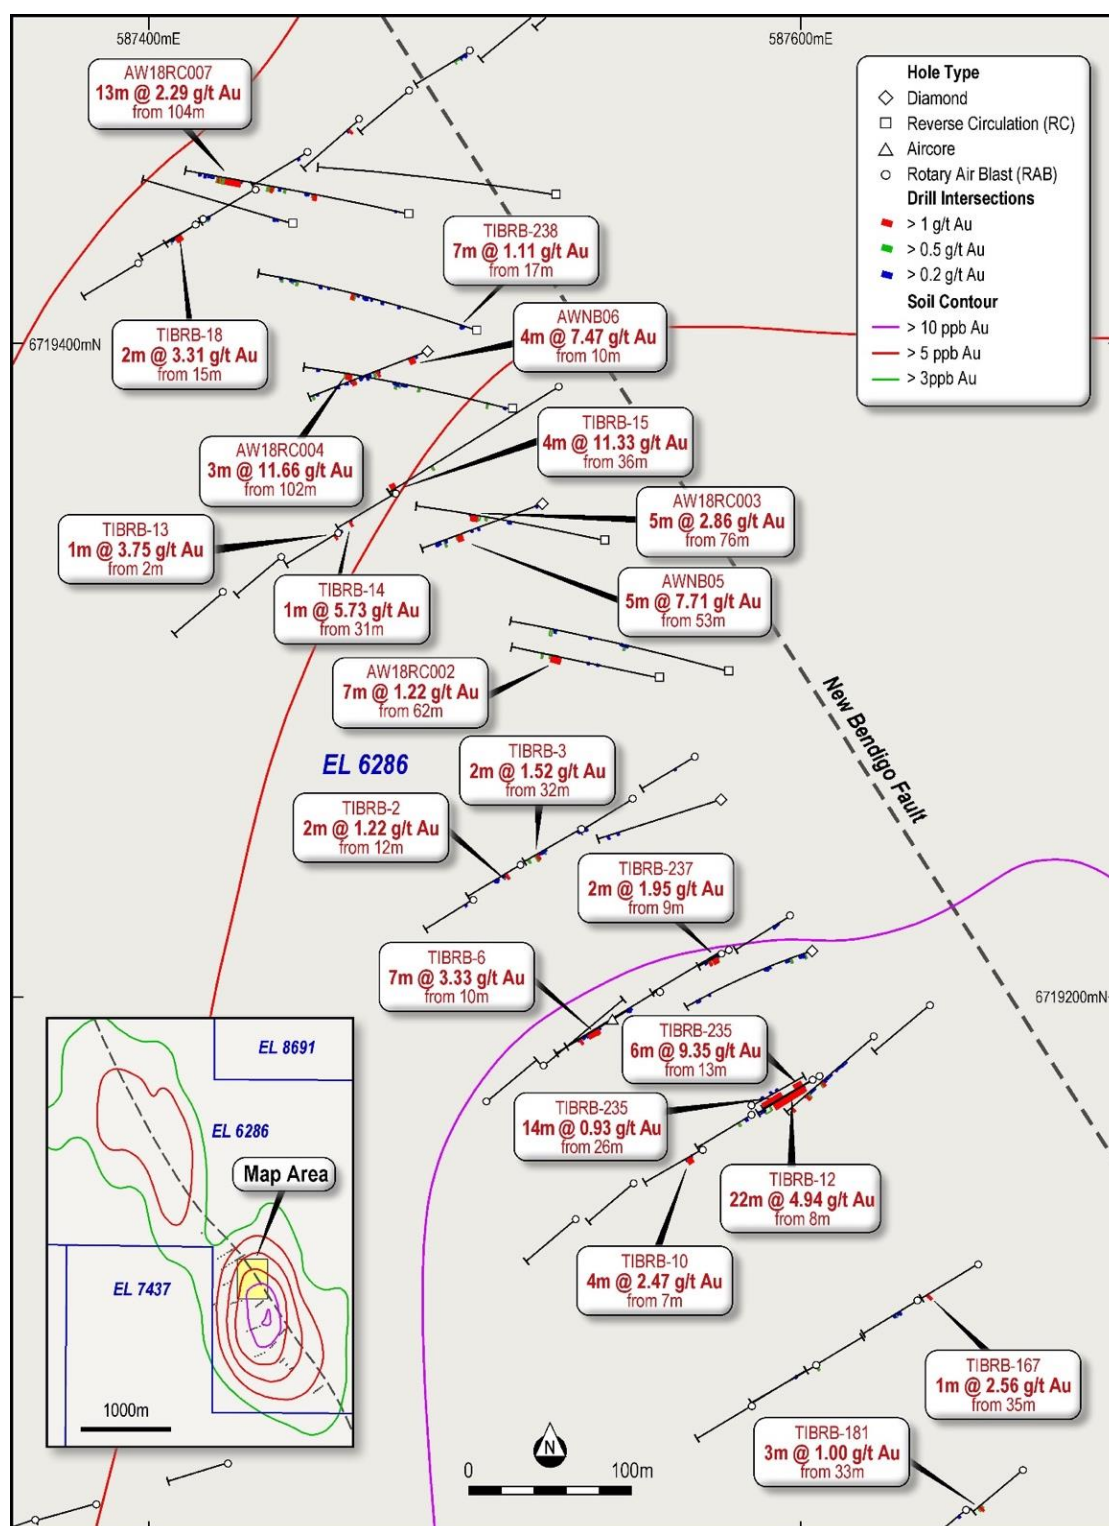 587400mE
587600mE
AW18RC007
13m @ 2.29 g/t Au
from 104m
Hole Type
Diamond
Reverse Circulation (RC)
Aircore
Rotary Air Blast (RAB)
Drill Intersections
> 1 g/t Au
> 0.5 g/t Au
> 0.2 g/t Au
Soil Contour
> 10 ppb Au
> 5 ppb Au
> 3ppb Au
TIBRB-238
7m @ 1.11 g/t Au
from 17m
TIBRB-18
2m @ 3.31 g/t Au
from 15m
6719400mN
AWNB06
4m @ 7.47 g/t Au
from 10m
AW18RC004
3m @ 11.66 g/t Au
from 102m
TIBRB-15
4m @ 11.33 g/t Au
from 36m
TIBRB-13
1m @ 3.75 g/t Au
from 2m
AW18RC003
5m @ 2.86 g/t Au
from 76m
TIBRB-14
1m @ 5.73 g/t Au
from 31m
AWNB05
5m @ 7.71 g/t Au
from 53m
AW18RC002
7m @ 1.22 g/t Au
from 62m
New Bendigo Fault
EL 6286
TIBRB-3
2m @ 1.52 g/t Au
from 32m
TIBRB-2
2m @ 1.22 g/t Au
from 12m
TIBRB-237
2m @ 1.95 g/t Au
from 9m
TIBRB-6
7m @ 3.33 g/t Au
from 10m
6719200mN
TIBRB-235
6m @ 9.35 g/t Au
from 13m
TIBRB-235
14m @ 0.93 g/t Au
from 26m
TIBRB-12
22m @ 4.94 g/t Au
from 8m
TIBRB-10
4m @ 2.47 g/t Au
from 7m
EL 8691
EL 6286
Map Area
EL 7437
1000m
TIBRB-167
1m @ 2.56 g/t Au
from 35m
TIBRB-181
3m @ 1.00 g/t Au
from 33m
N
0 100m